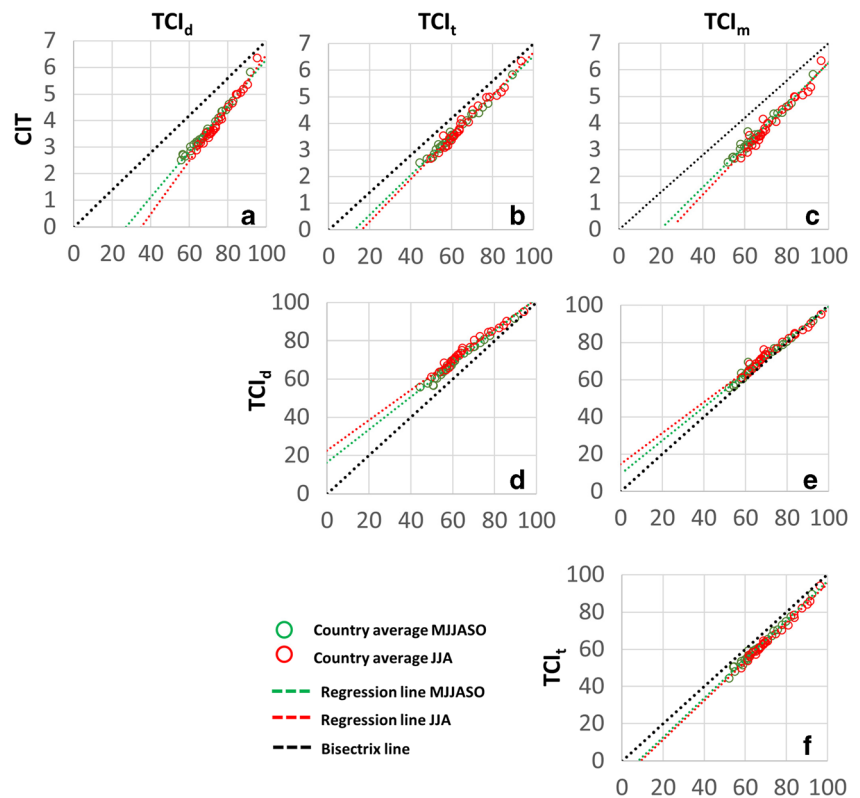 TCId TCIt TCIm
7 7 7
6 6 6
5 5 5
4 4 4
CIT
3 3 3
2 2 2
1 1 1
0 a 0 b 0 c
0 20 40 60 80 100 0 20 40 60 80 100 0 20 40 60 80 100
100 100
80 80
60 60
TCId
40 40
20 20
0 d 0 e
0 20 40 60 80 100 0 20 40 60 80 100
100
80
60
TCIt
40
20
0 f
0 20 40 60 80 100
Country average MJJASO
Country average JJA
Regression line MJJASO
Regression line JJA
Bisectrix line